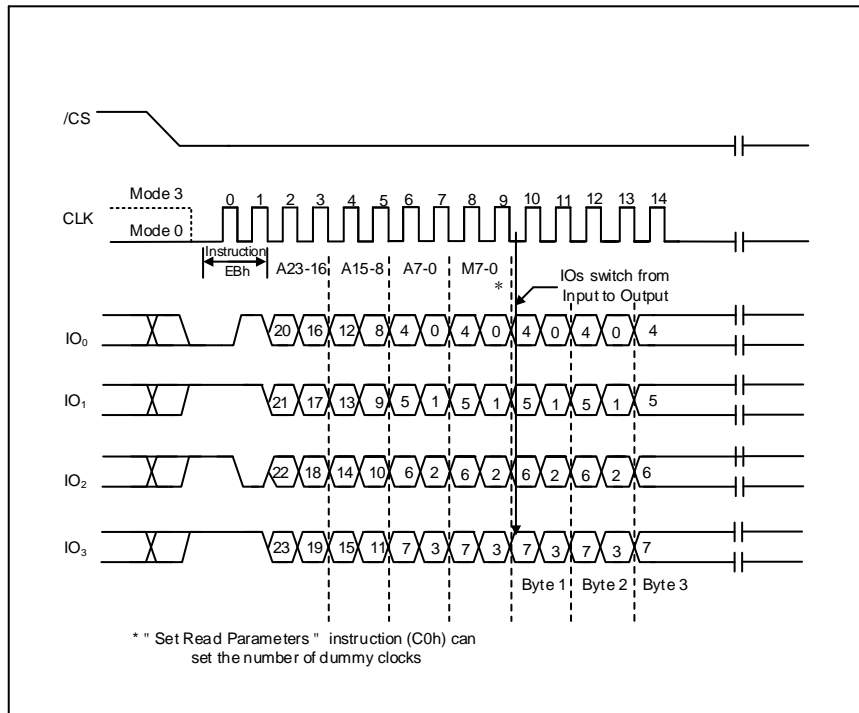 /CS
Mode 3
0 1 2 3 4 5 6 7 8 9 10 11 12 13 14
CLK
Mode 0
Instruction
EBh
A23-16 A15-8 A7-0 M7-0
*
IOs switch from
Input to Output
IO₀
20 16 12 8 4 0 4 0 4 0 4 0 4
IO₁
21 17 13 9 5 1 5 1 5 1 5 1 5
IO₂
22 18 14 10 6 2 6 2 6 2 6 2 6
IO₃
23 19 15 11 7 3 7 3 7 3 7 3 7
Byte 1 Byte 2 Byte 3
* " Set Read Parameters " instruction (C0h) can
set the number of dummy clocks